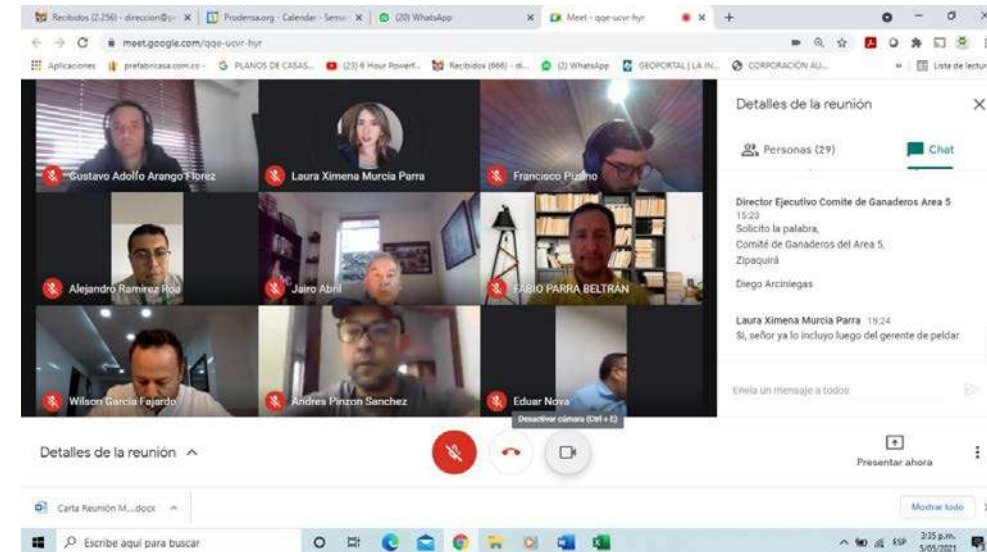 Recibidos (2.256) - direccion@p
Prodensa.org - Calendar - Sema
(20) WhatsApp
Meet - qqe-ucvr-hyr
meet.google.com/qqe-ucvr-hyr
Aplicaciones
prefabricasa.com.co -
PLANOS DE CASAS...
(23) 6 Hour Powerf...
Recibidos (666) - di...
(2) WhatsApp
GEOPORTAL | LA IN...
CORPORACIÓN AU...
Lista de lectur
Gustavo Adolfo Arango Florez
Laura Ximena Murcia Parra
Francisco Pizano
Alejandro Ramirez Roa
Jairo Abril
FABIO PARRA BELTRÁN
Wilson Garcia Fajardo
Andres Pinzon Sanchez
Eduar Nova
Desactivar cámara (Ctrl + E)
Detalles de la reunión
Personas (29)
Chat
Director Ejecutivo Comite de Ganaderos Area 5
15:23
Solicito la palabra,
Comité de Ganaderos del Area 5,
Zipaquirá
Diego Arciniegas
Laura Ximena Murcia Parra 15:24
Si, señor ya lo incluyo luego del gerente de peldar
Envía un mensaje a todos
Detalles de la reunión
Presentar ahora
Carta Reunión M....docx
Mostrar todo
Escribe aquí para buscar
ESP
3:35 p.m.
5/05/2021